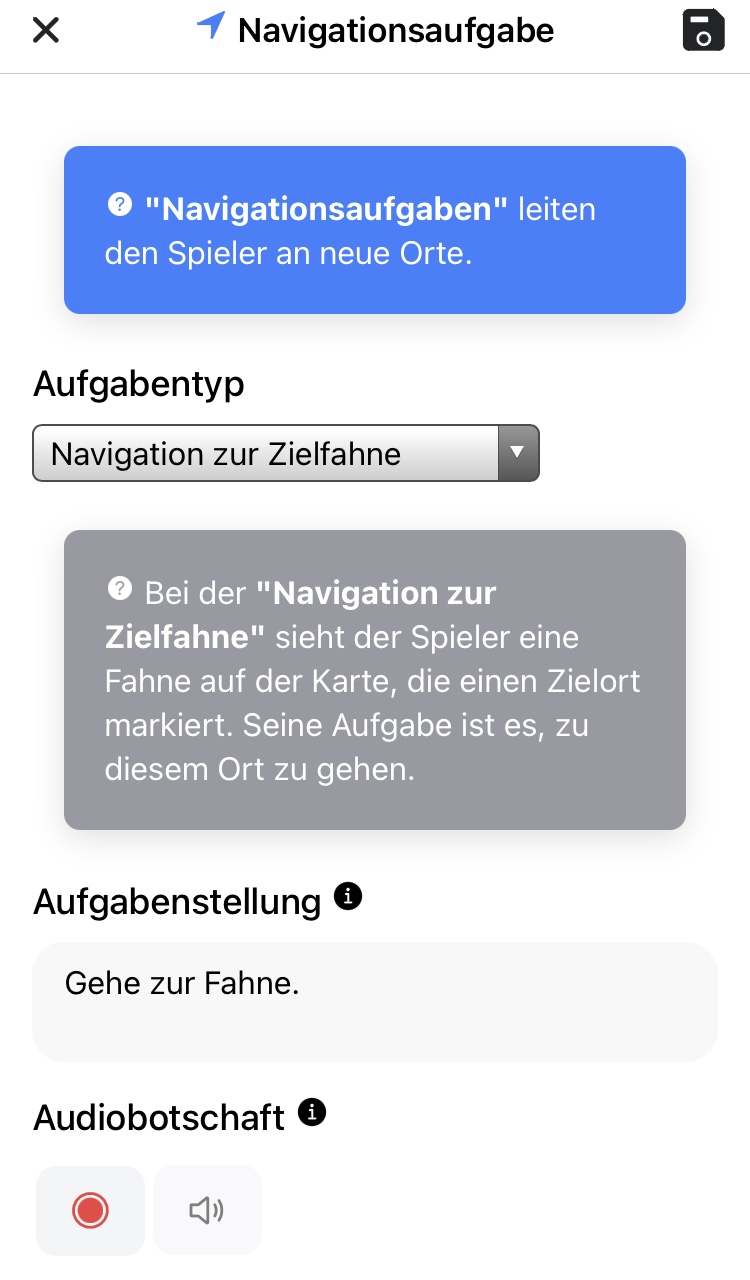 Navigationsaufgabe
"Navigationsaufgaben" leiten
den Spieler an neue Orte.
Aufgabentyp
Navigation zur Zielfahne
Bei der "Navigation zur
Zielfahne" sieht der Spieler eine
Fahne auf der Karte, die einen Zielort
markiert. Seine Aufgabe ist es, zu
diesem Ort zu gehen.
Aufgabenstellung
Gehe zur Fahne.
Audiobotschaft